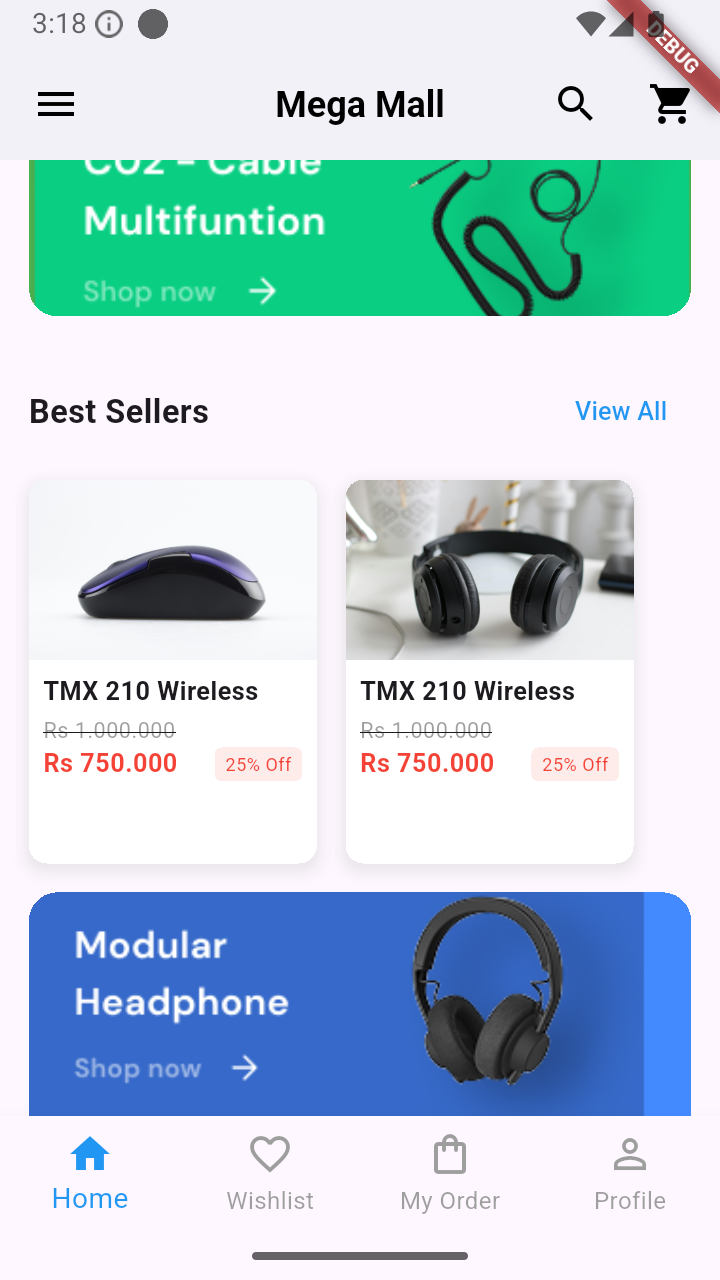 3:18
DEBUG
Mega Mall
C02 - Cable
Multifuntion
Shop now
Best Sellers
View All
TMX 210 Wireless
Rs 1.000.000
Rs 750.000
25% Off
TMX 210 Wireless
Rs 1.000.000
Rs 750.000
25% Off
Modular
Headphone
Shop now
Home
Wishlist
My Order
Profile